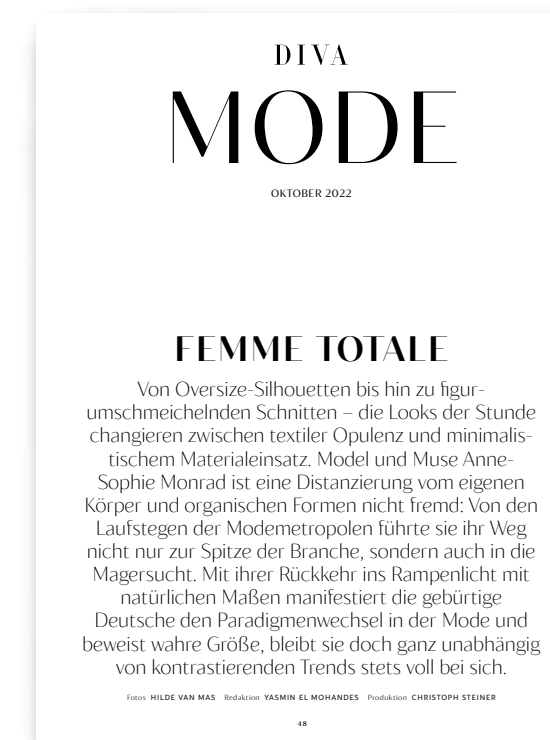 DIVA
MODE
OKTOBER 2022
FEMME TOTALE
Von Oversize-Silhouetten bis hin zu figur-
umschmeichelnden Schnitten – die Looks der Stunde
changieren zwischen textiler Opulenz und minimalis-
tischem Materialeinsatz. Model und Muse Anne-
Sophie Monrad ist eine Distanzierung vom eigenen
Körper und organischen Formen nicht fremd: Von den
Laufstegen der Modemetropolen führte sie ihr Weg
nicht nur zur Spitze der Branche, sondern auch in die
Magersucht. Mit ihrer Rückkehr ins Rampenlicht mit
natürlichen Maßen manifestiert die gebürtige
Deutsche den Paradigmenwechsel in der Mode und
beweist wahre Größe, bleibt sie doch ganz unabhängig
von kontrastierenden Trends stets voll bei sich.
Fotos HILDE VAN MAS Redaktion YASMIN EL MOHANDES Produktion CHRISTOPH STEINER
48